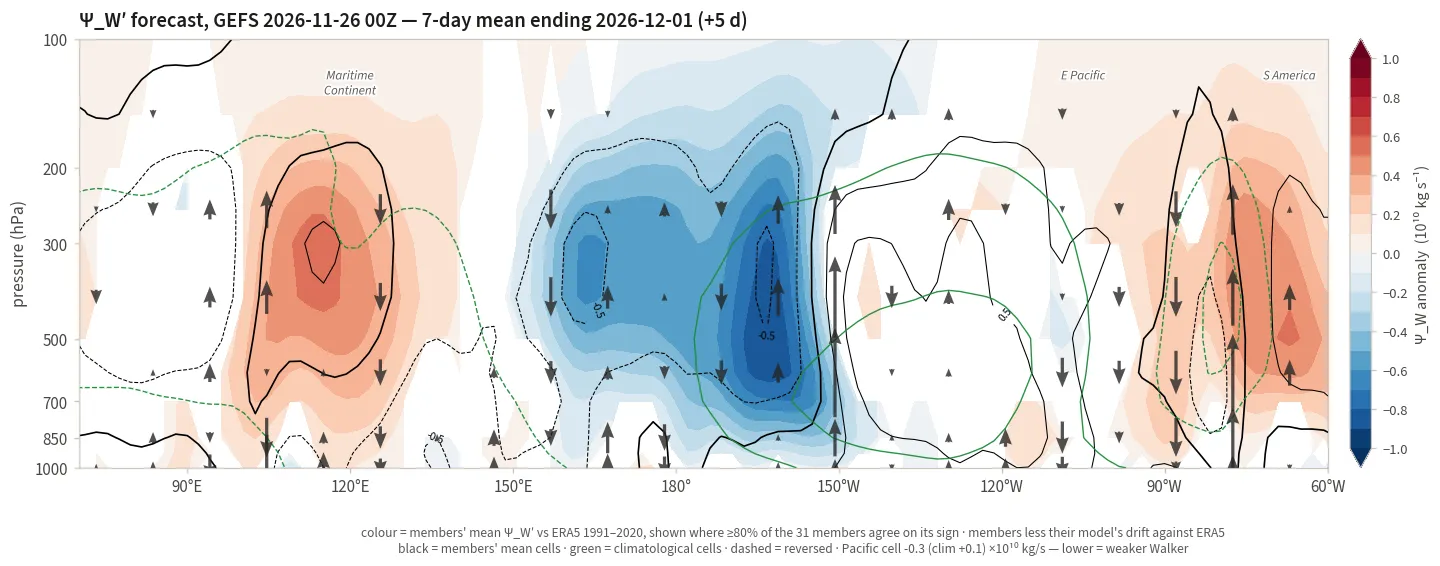 Ψ_W′ forecast, GEFS 2026-11-26 00Z — 7-day mean ending 2026-12-01 (+5 d)
100
200
300
400
500
700
850
1000
pressure (hPa)
Maritime
Continent
E Pacific
S America
-0.5
-0.5
-0.5
0.5
90°E
120°E
150°E
180°
150°W
120°W
90°W
60°W
1.0
0.8
0.6
0.4
0.2
0.0
−0.2
−0.4
−0.6
−0.8
−1.0
Ψ_W anomaly (10¹⁰ kg s⁻¹)
colour = members' mean Ψ_W′ vs ERA5 1991–2020, shown where ≥80% of the 31 members agree on its sign · members less their model's drift against ERA5
black = members' mean cells · green = climatological cells · dashed = reversed · Pacific cell -0.3 (clim +0.1) ×10¹⁰ kg/s — lower = weaker Walker